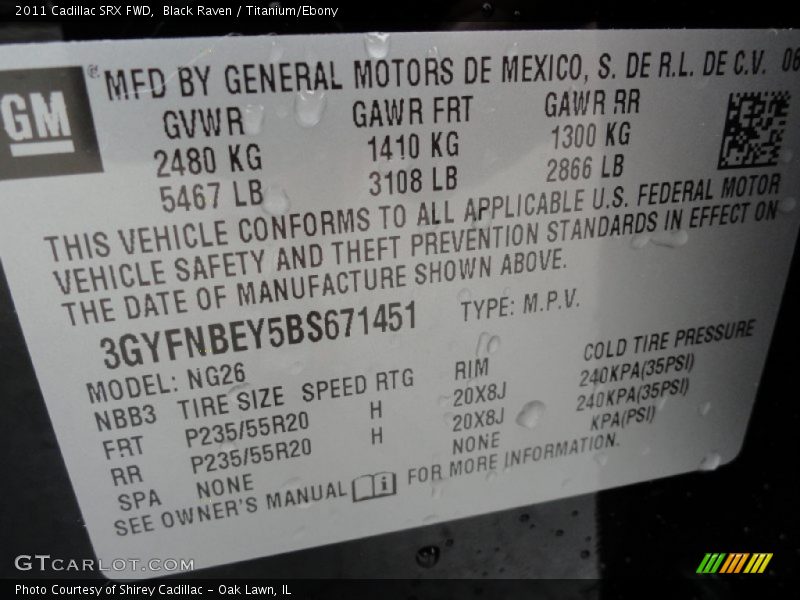 2011 Cadillac SRX FWD,  Black Raven / Titanium/Ebony
GM
® MFD BY GENERAL MOTORS DE MEXICO, S. DE R.L. DE C.V. 06
GVWR GAWR FRT GAWR RR
2480 KG 1410 KG 1300 KG
5467 LB 3108 LB 2866 LB
THIS VEHICLE CONFORMS TO ALL APPLICABLE U.S. FEDERAL MOTOR
VEHICLE SAFETY AND THEFT PREVENTION STANDARDS IN EFFECT ON
THE DATE OF MANUFACTURE SHOWN ABOVE.
3GYFNBEY5BS671451 TYPE: M.P.V.
MODEL: NG26
NBB3 TIRE SIZE SPEED RTG RIM COLD TIRE PRESSURE
FRT P235/55R20 H 20X8J 240KPA(35PSI)
RR P235/55R20 H 20X8J 240KPA(35PSI)
SPA NONE NONE KPA(PSI)
SEE OWNER'S MANUAL FOR MORE INFORMATION.
GTCARLOT.COM
Photo Courtesy of Shirey Cadillac - Oak Lawn, IL